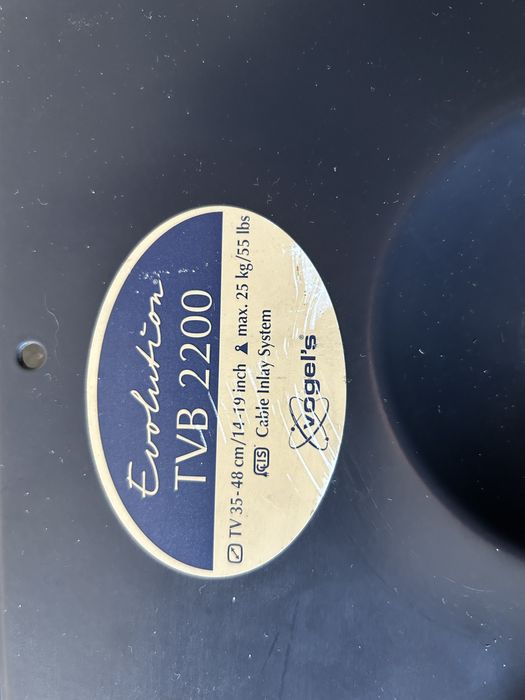 Evolution
TVB 2200
TV 35-48 cm/14-19 inch max. 25 kg/55 lbs
CIS Cable Inlay System
vogel's®